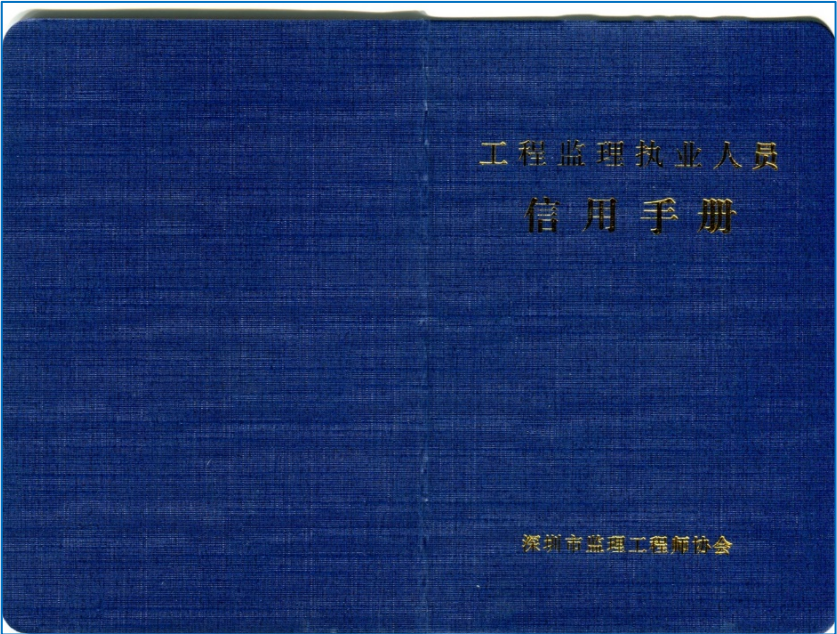 工程监理执业人员
信用手册
深圳市监理工程师协会